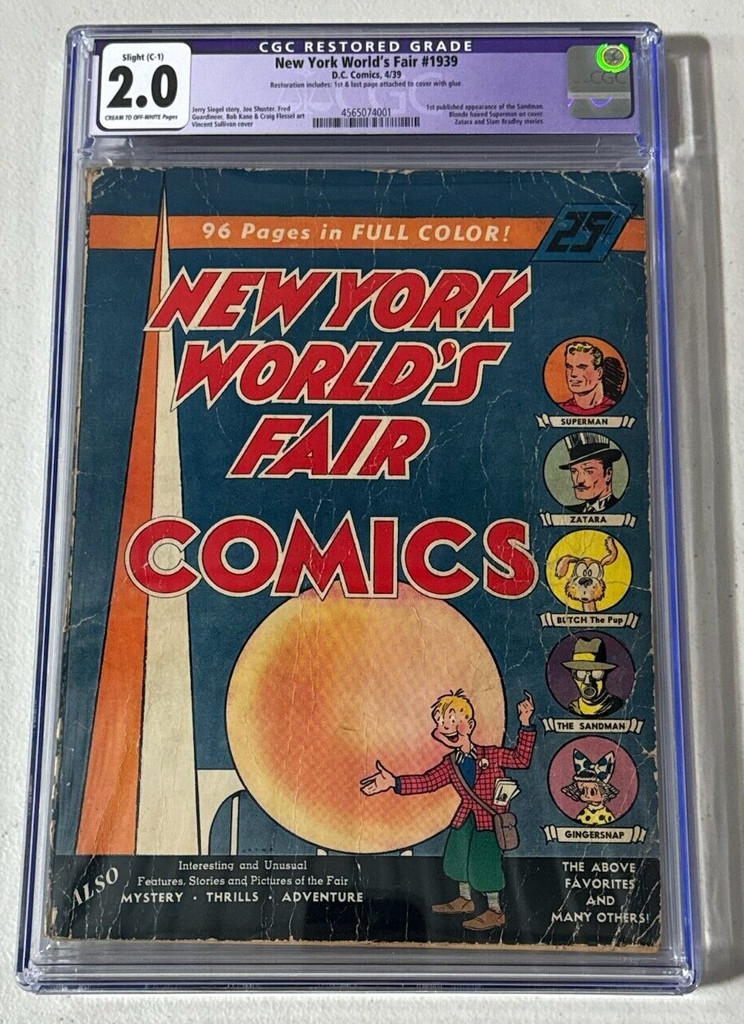 CGC RESTORED GRADE
Slight (C-1)
2.0
CREAM TO OFF-WHITE Pages
New York World's Fair #1939
D.C. Comics, 4/39
Restoration includes: 1st & last page attached to cover with glue.
Jerry Siegel story, Joe Shuster, Fred
Guardineer, Bob Kane & Craig Flessel art
Vincent Sullivan cover
4565074001
1st published appearance of the Sandman.
Blonde haired Superman on cover.
Zatara and Slam Bradley stories.
CGC
96 Pages in FULL COLOR!
25¢
NEW YORK
WORLD'S
FAIR
COMICS
SUPERMAN
ZATARA
BUTCH The Pup
THE SANDMAN
GINGERSNAP
ALSO
Interesting and Unusual
Features, Stories and Pictures of the Fair
MYSTERY · THRILLS · ADVENTURE
THE ABOVE
FAVORITES
AND
MANY OTHERS!